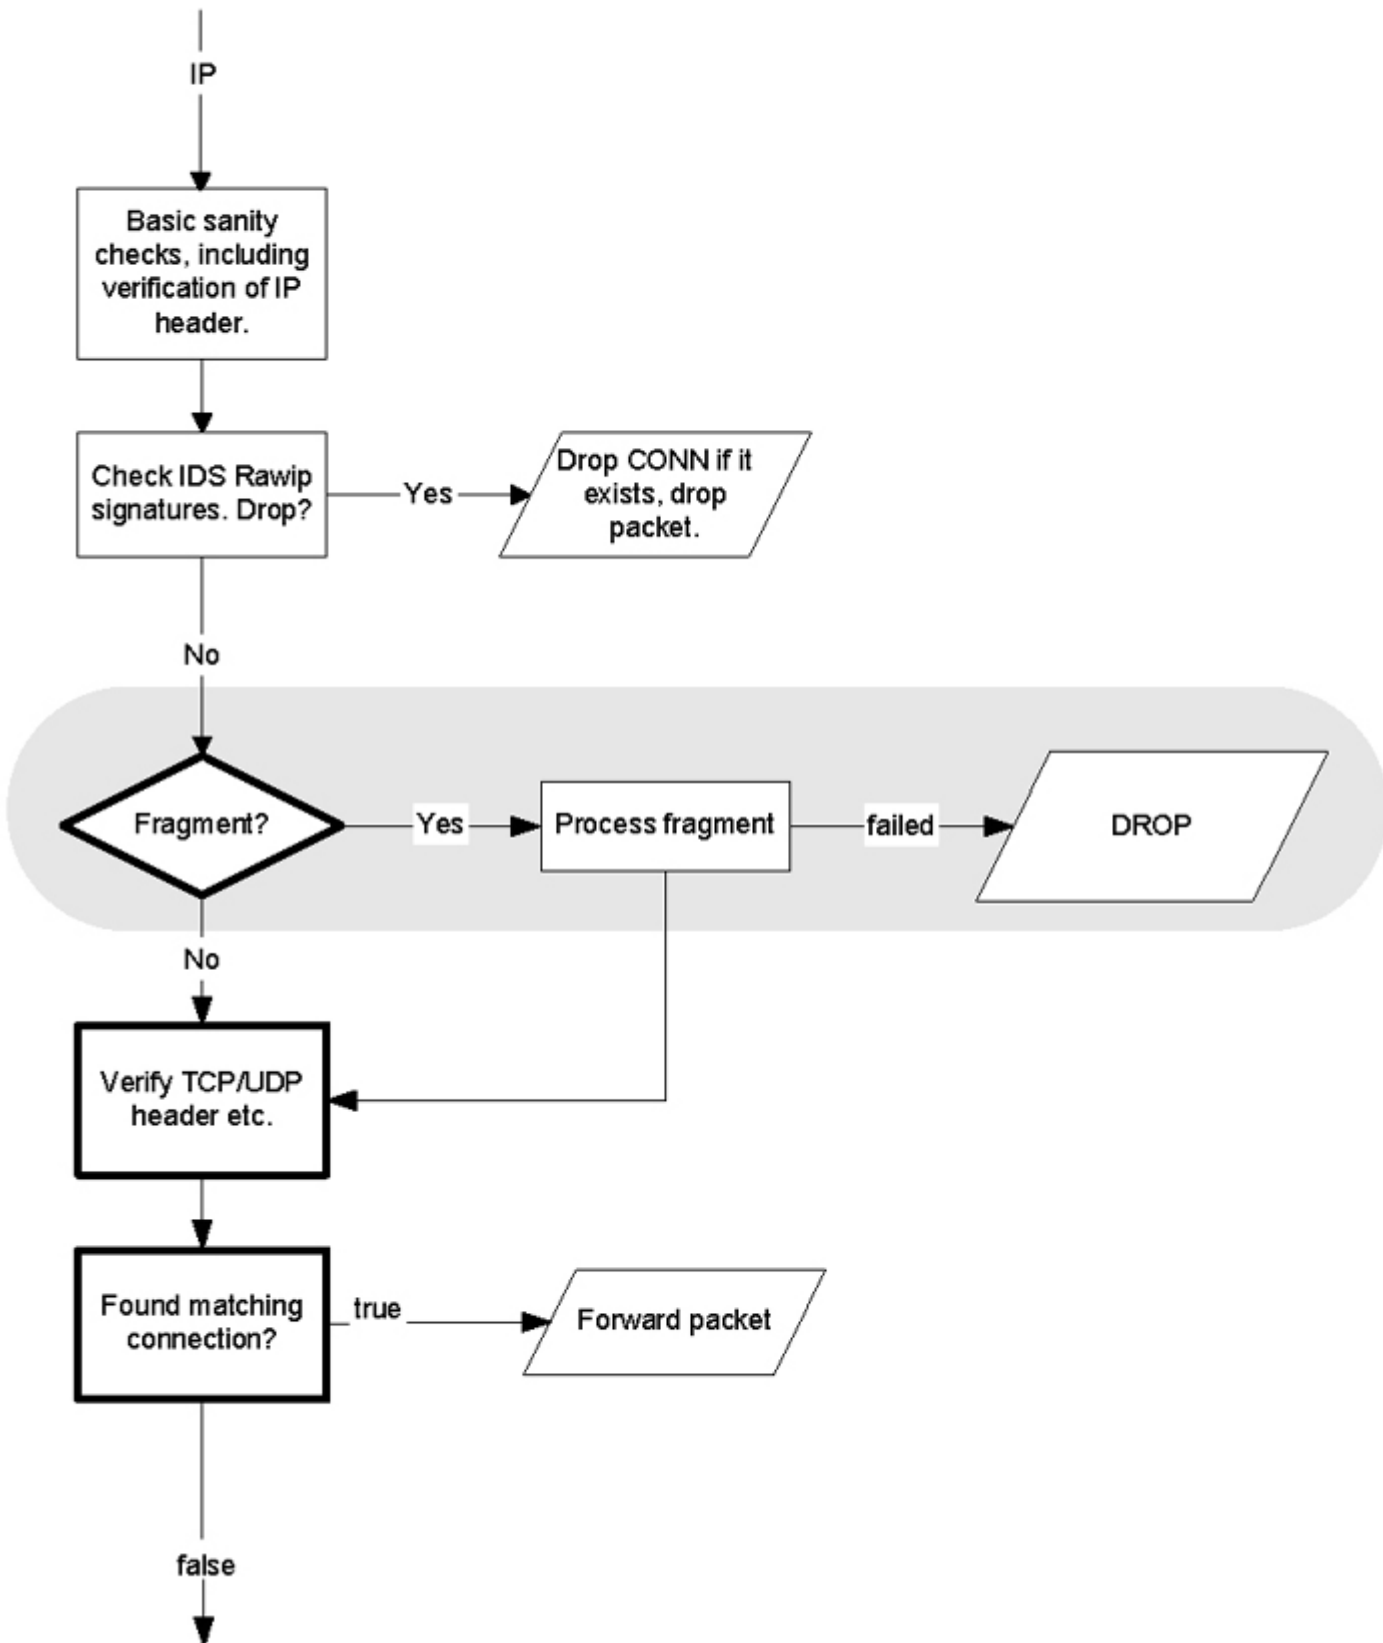 IP
Basic sanity
checks, including
verification of IP
header.
Check IDS Rawip
signatures. Drop?
Yes
Drop CONN if it
exists, drop
packet.
No
Fragment?
Yes
Process fragment
failed
DROP
No
Verify TCP/UDP
header etc.
Found matching
connection?
true
Forward packet
false